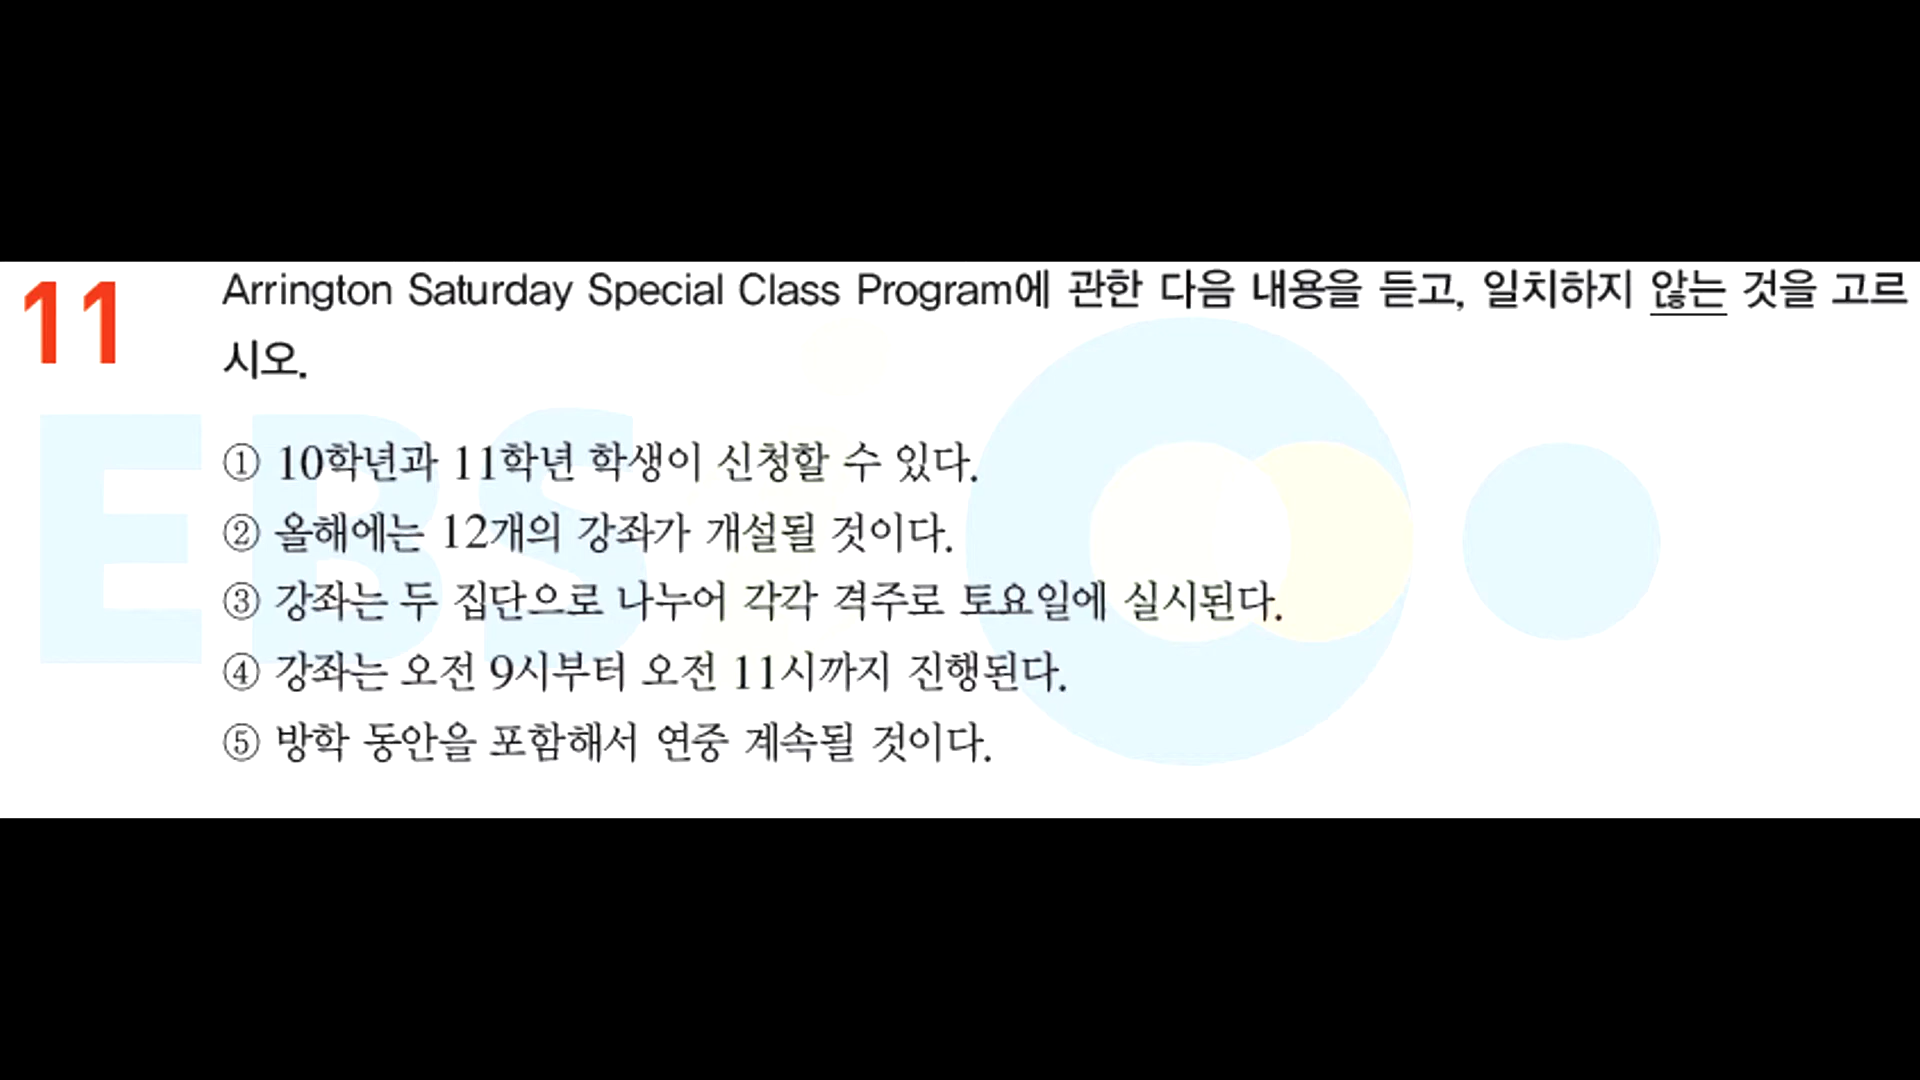 11
Arrington Saturday Special Class Program에 관한 다음 내용을 듣고, 일치하지 않는 것을 고르
시오.
① 10학년과 11학년 학생이 신청할 수 있다.
② 올해에는 12개의 강좌가 개설될 것이다.
③ 강좌는 두 집단으로 나누어 각각 격주로 토요일에 실시된다.
④ 강좌는 오전 9시부터 오전 11시까지 진행된다.
⑤ 방학 동안을 포함해서 연중 계속될 것이다.
EBSi